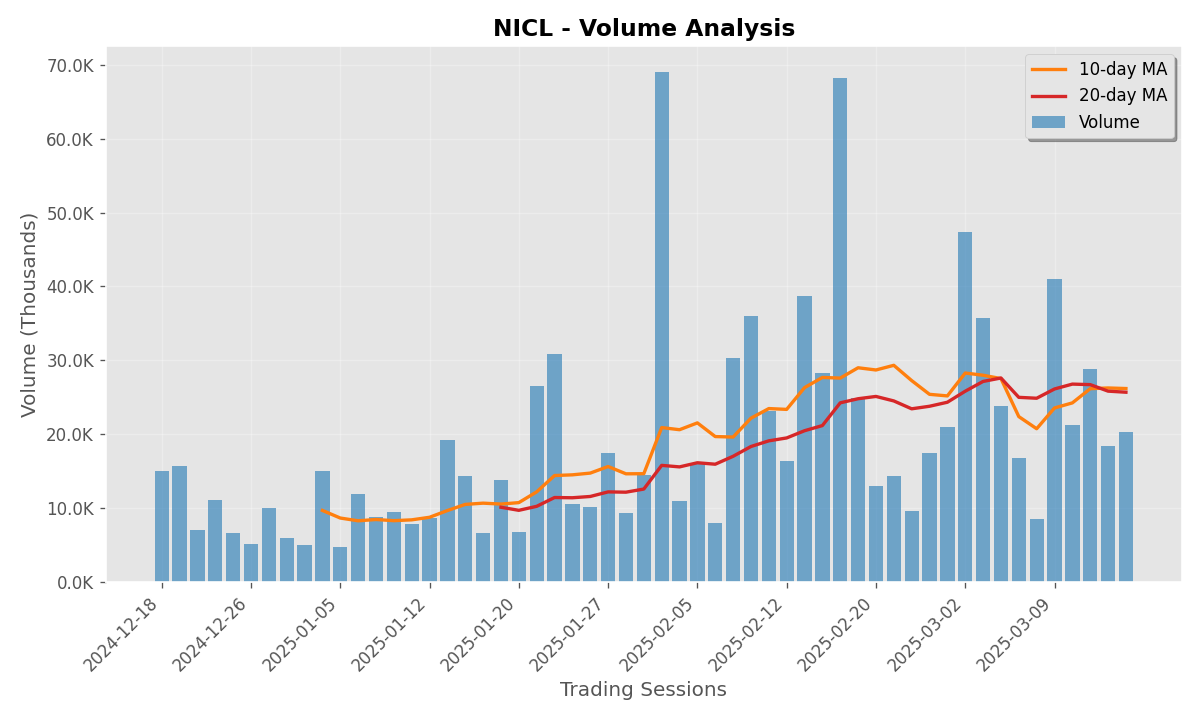 NICL - Volume Analysis
10-day MA
20-day MA
Volume
Volume (Thousands)
70.0K
60.0K
50.0K
40.0K
30.0K
20.0K
10.0K
0.0K
2024-12-18
2024-12-26
2025-01-05
2025-01-12
2025-01-20
2025-01-27
2025-02-05
2025-02-12
2025-02-20
2025-03-02
2025-03-09
Trading Sessions